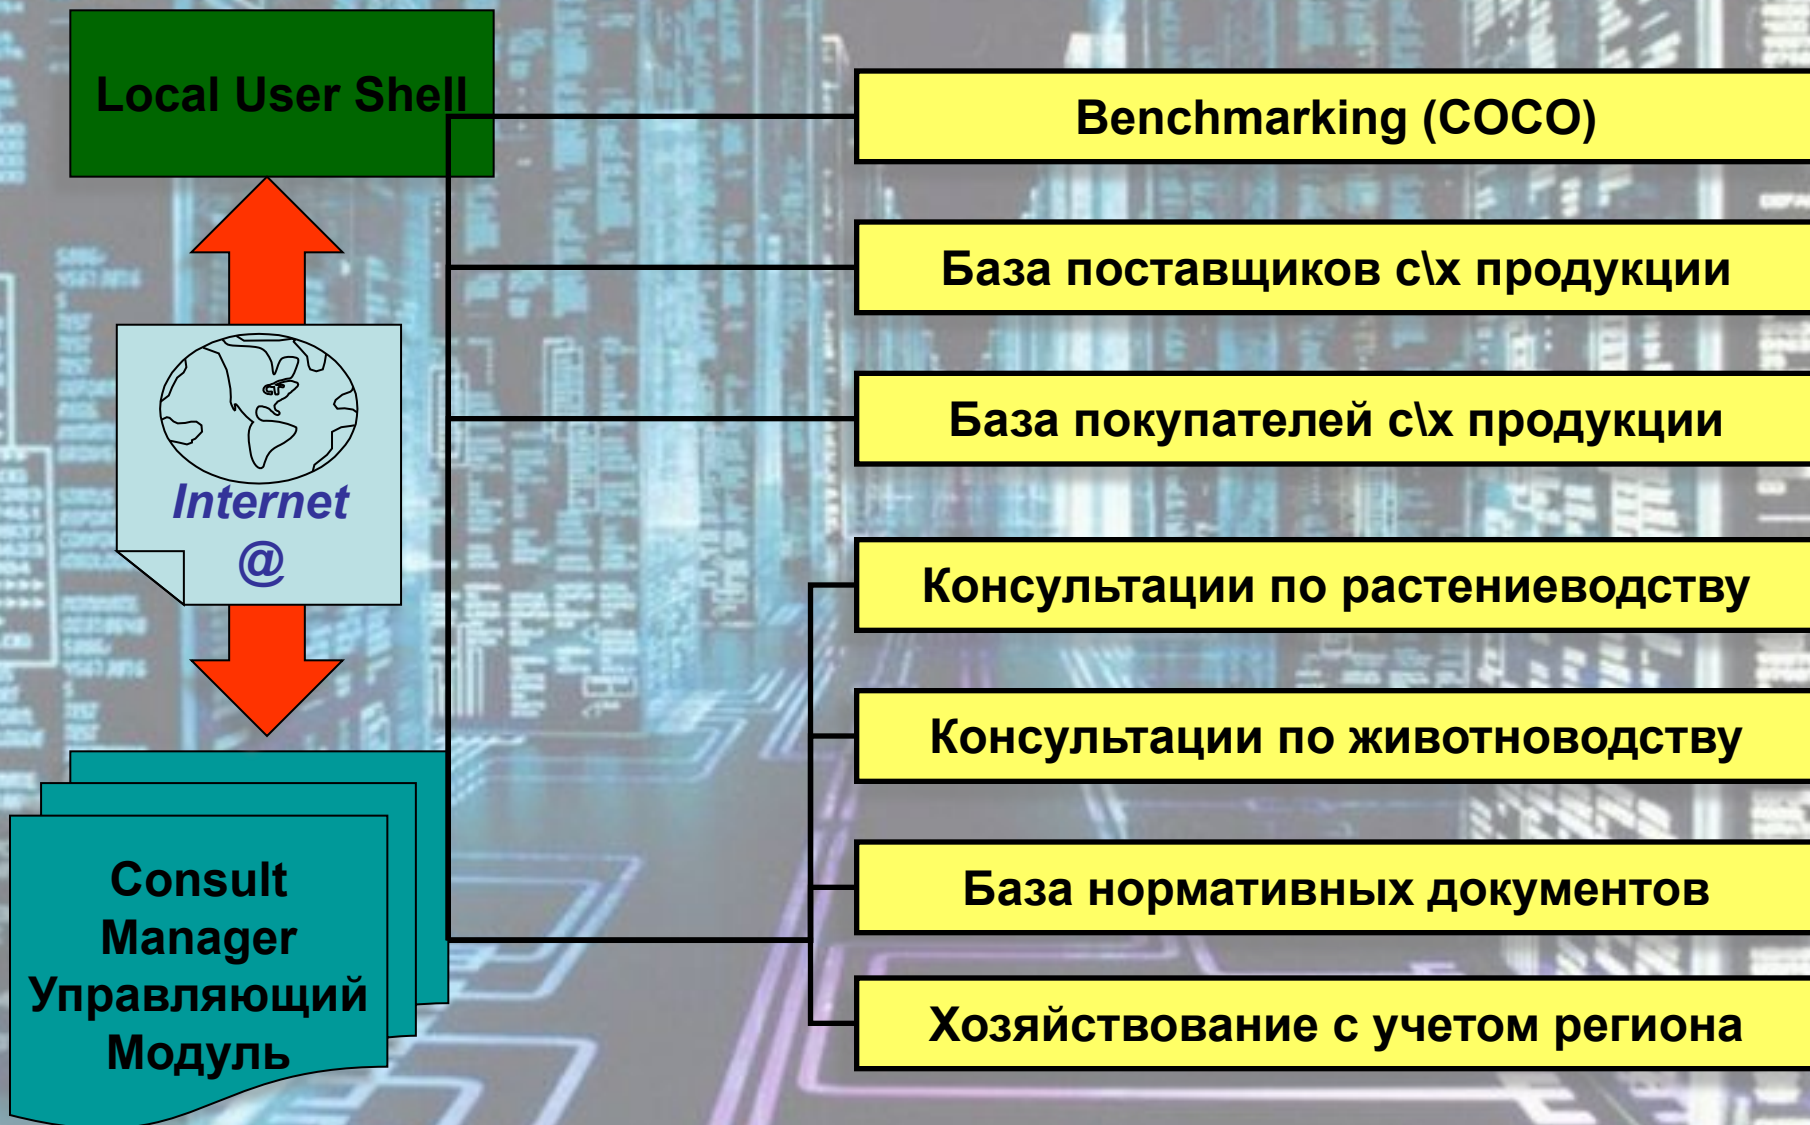 Local User Shell
Internet
@
Consult
Manager
Управляющий
Модуль
Benchmarking (COCO)
База поставщиков с\х продукции
База покупателей с\х продукции
Консультации по растениеводству
Консультации по животноводству
База нормативных документов
Хозяйствование с учетом региона